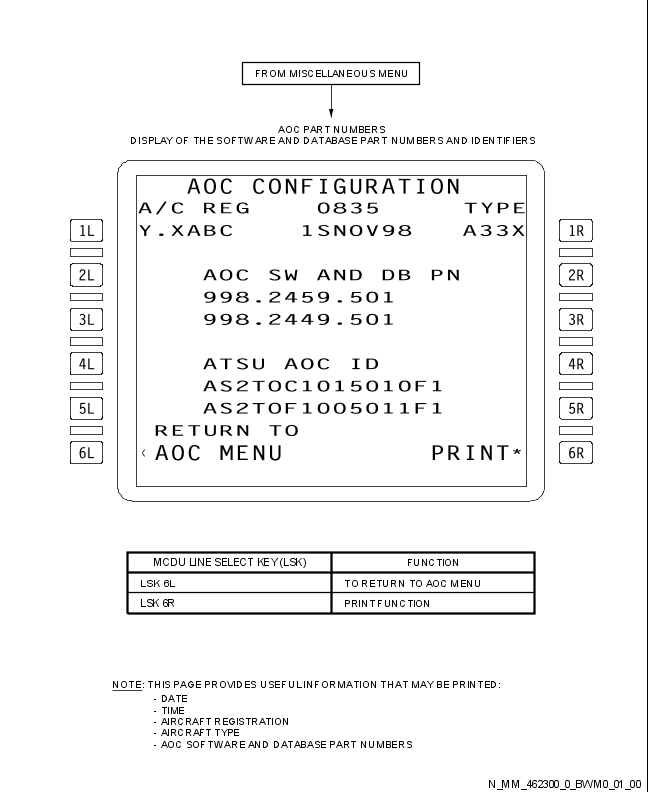 FROM MISCELLANEOUS MENU
AOC PART NUMBERS
DISPLAY OF THE SOFTWARE AND DATABASE PART NUMBERS AND IDENTIFIERS
AOC CONFIGURATION
A/C REG 0835 TYPE
1L Y.XABC 1SNOV98 A33X 1R
2L AOC SW AND DB PN 2R
998.2459.501
3L 998.2449.501 3R
4L ATSU AOC ID 4R
AS2TOC1015010F1
5L AS2TOF1005011F1 5R
RETURN TO
6L <AOC MENU PRINT* 6R
MCDU LINE SELECT KEY (LSK) FUNCTION
LSK 6L TO RETURN TO AOC MENU
LSK 6R PRINT FUNCTION
NOTE: THIS PAGE PROVIDES USEFUL INFORMATION THAT MAY BE PRINTED:
- DATE
- TIME
- AIRCRAFT REGISTRATION
- AIRCRAFT TYPE
- AOC SOFTWARE AND DATABASE PART NUMBERS
N_MM_462300_0_BVVM0_01_00